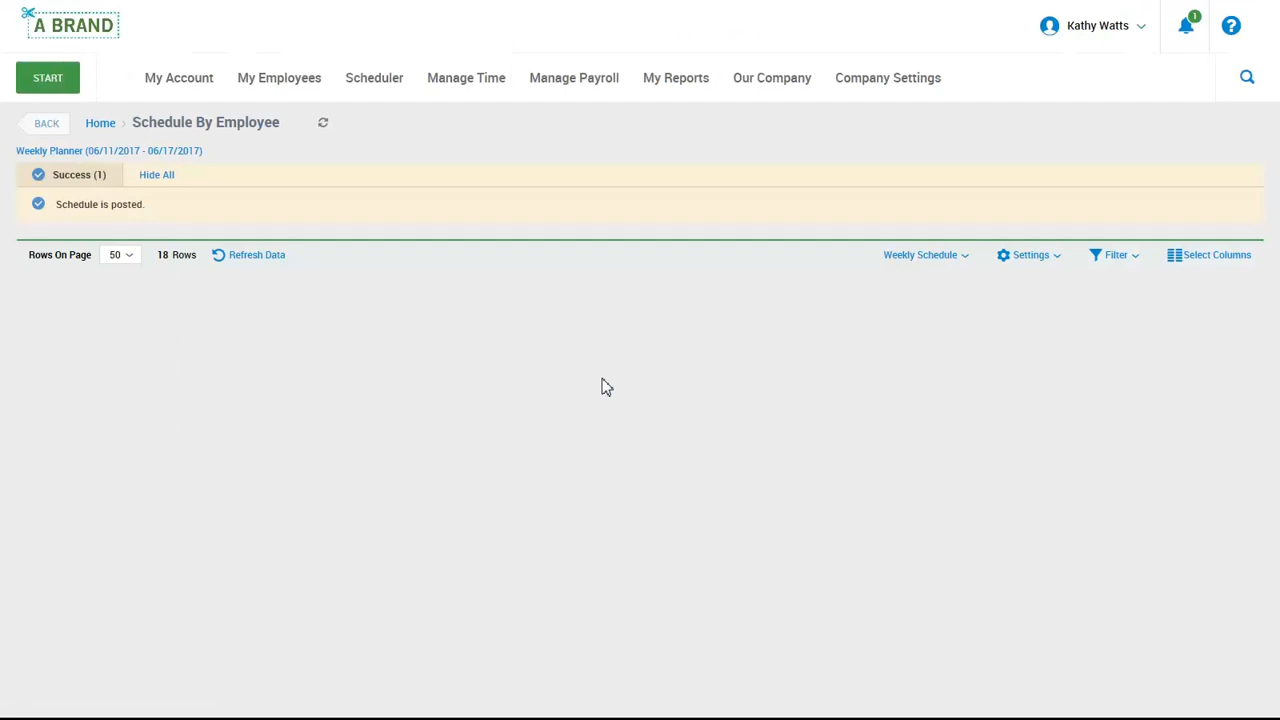 A BRAND
Kathy Watts
1
?
START
My Account
My Employees
Scheduler
Manage Time
Manage Payroll
My Reports
Our Company
Company Settings
BACK
Home › Schedule By Employee
Weekly Planner (06/11/2017 - 06/17/2017)
Success (1)
Hide All
Schedule is posted.
Rows On Page 50 18 Rows Refresh Data Weekly Schedule Settings Filter Select Columns